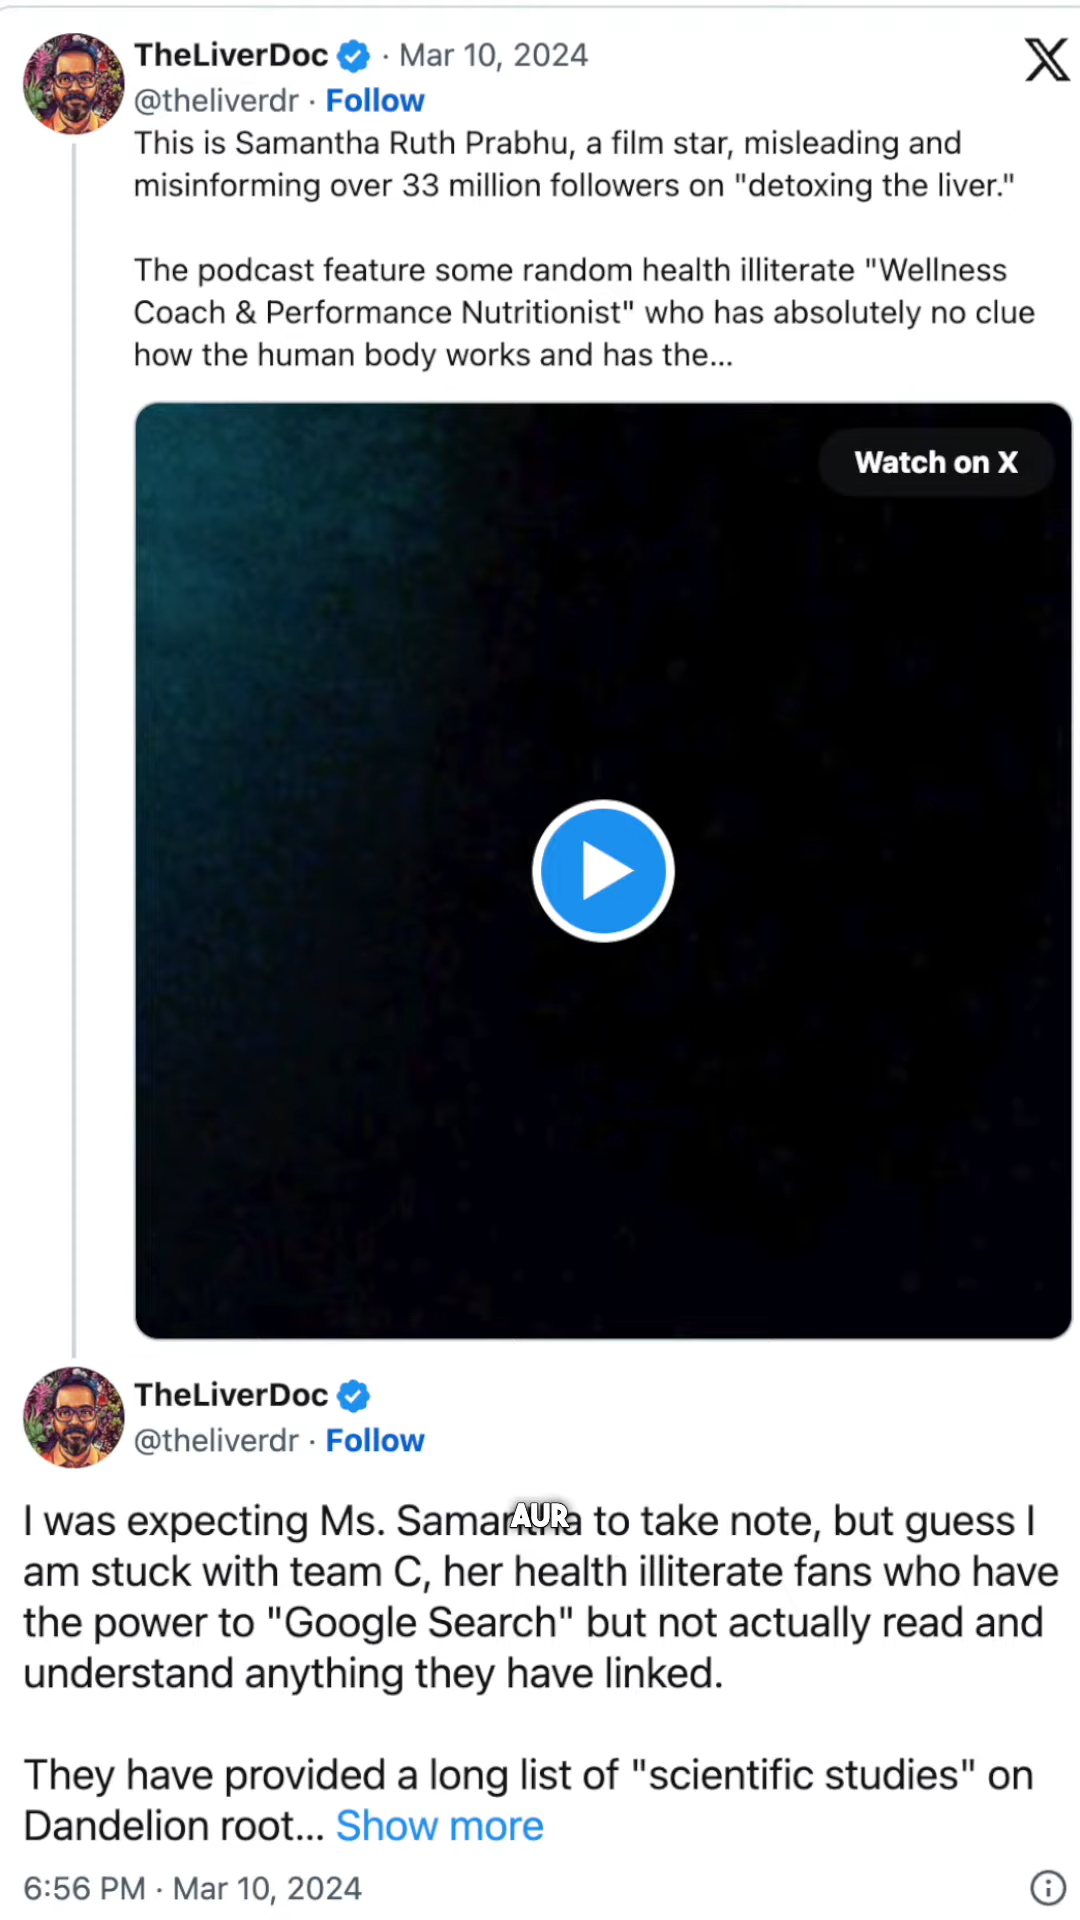 TheLiverDoc · Mar 10, 2024
@theliverdr · Follow
This is Samantha Ruth Prabhu, a film star, misleading and
misinforming over 33 million followers on "detoxing the liver."
The podcast feature some random health illiterate "Wellness
Coach & Performance Nutritionist" who has absolutely no clue
how the human body works and has the...
Watch on X
TheLiverDoc
@theliverdr · Follow
I was expecting Ms. Samantha to take note, but guess I
AUR
am stuck with team C, her health illiterate fans who have
the power to "Google Search" but not actually read and
understand anything they have linked.
They have provided a long list of "scientific studies" on
Dandelion root... Show more
6:56 PM · Mar 10, 2024